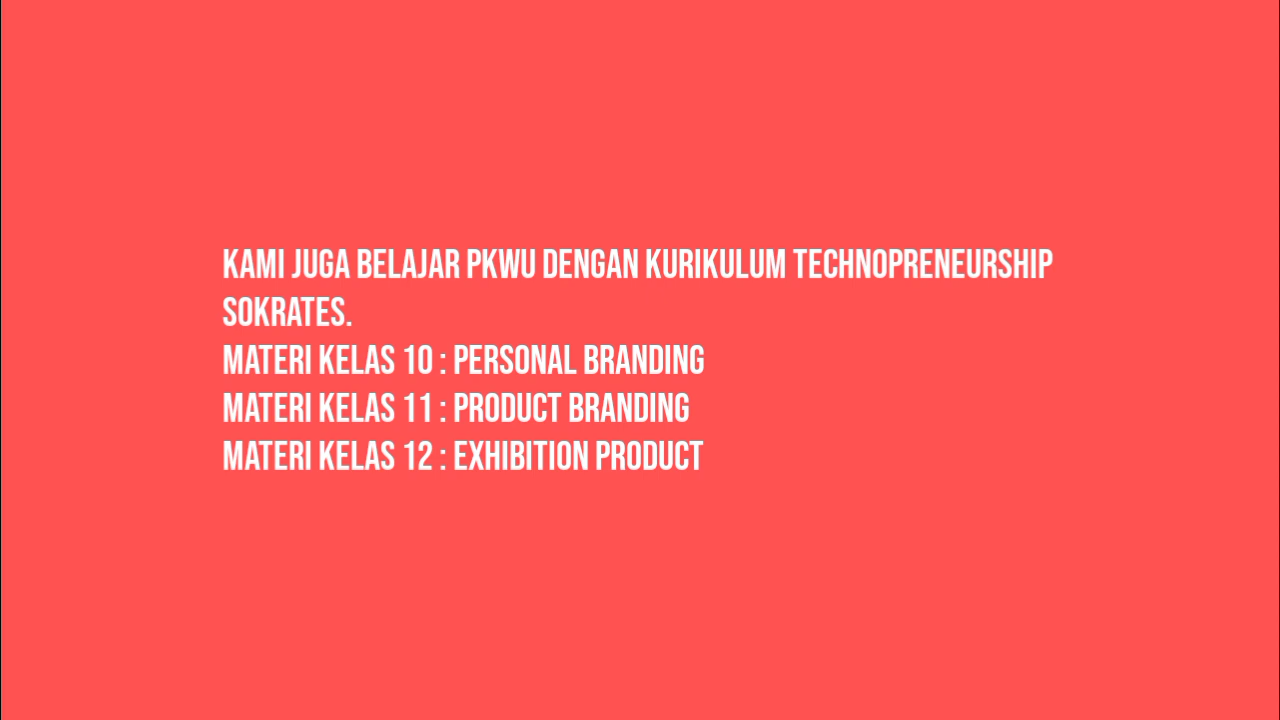 KAMI JUGA BELAJAR PKWU DENGAN KURIKULUM TECHNOPRENEURSHIP
SOKRATES.
MATERI KELAS 10 : PERSONAL BRANDING
MATERI KELAS 11 : PRODUCT BRANDING
MATERI KELAS 12 : EXHIBITION PRODUCT